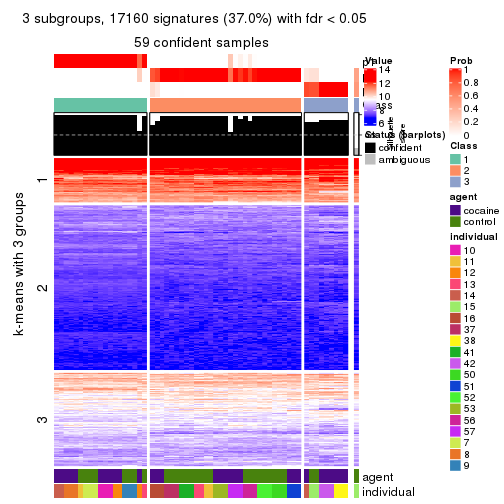 3 subgroups, 17160 signatures (37.0%) with fdr < 0.05
59 confident samples
k-means with 3 groups
1
2
3
Value
14
12
10
8
6
Status (barplots)
confident
ambiguous
agent
individual
Prob
1
0.8
0.6
0.4
0.2
0
Class
1
2
3
agent
cocaine
control
individual
10
11
12
13
14
15
16
37
38
41
42
50
51
52
53
56
57
7
8
9